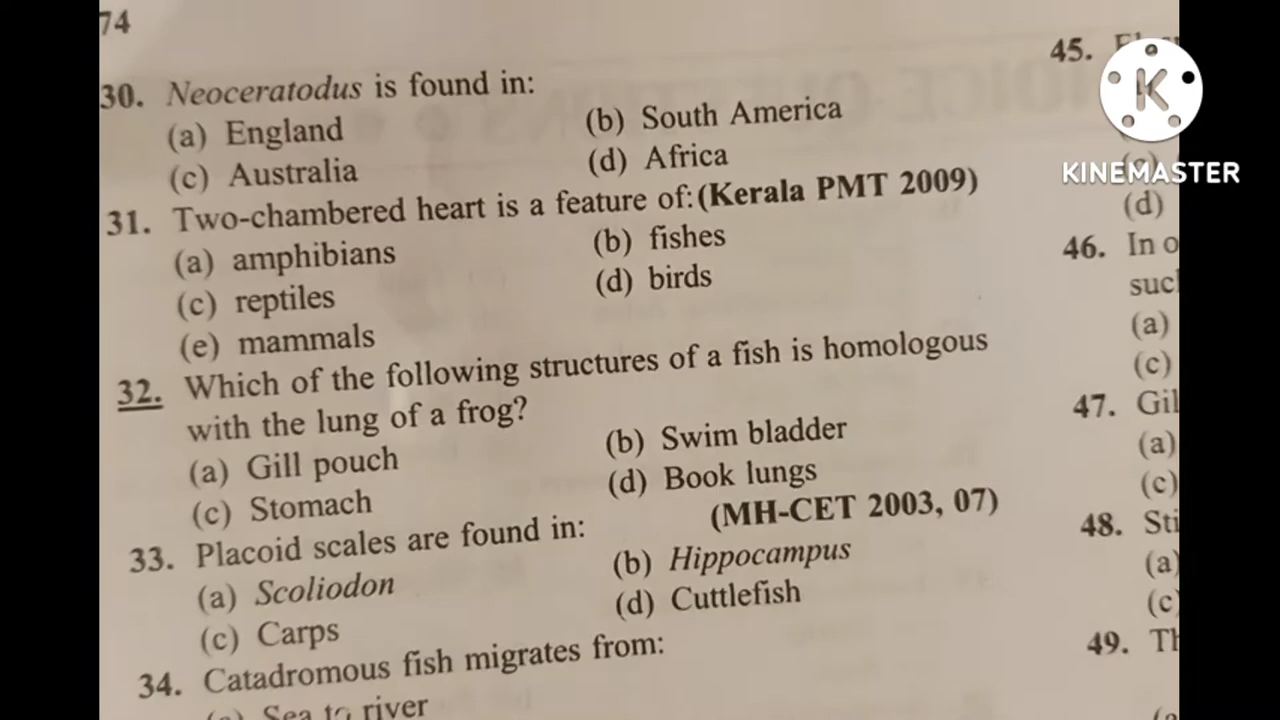 74
30. Neoceratodus is found in:
(a) England (b) South America
(c) Australia (d) Africa
31. Two-chambered heart is a feature of:(Kerala PMT 2009)
(a) amphibians (b) fishes
(c) reptiles (d) birds
(e) mammals
32. Which of the following structures of a fish is homologous
with the lung of a frog?
(a) Gill pouch (b) Swim bladder
(c) Stomach (d) Book lungs
(MH-CET 2003, 07)
33. Placoid scales are found in:
(a) Scoliodon (b) Hippocampus
(c) Carps (d) Cuttlefish
34. Catadromous fish migrates from:
(a) Sea to river
45.
(d)
46. In
(a)
(c)
47.
(a)
(c)
48.
(a)
(c)
49.
K
KINEMASTER